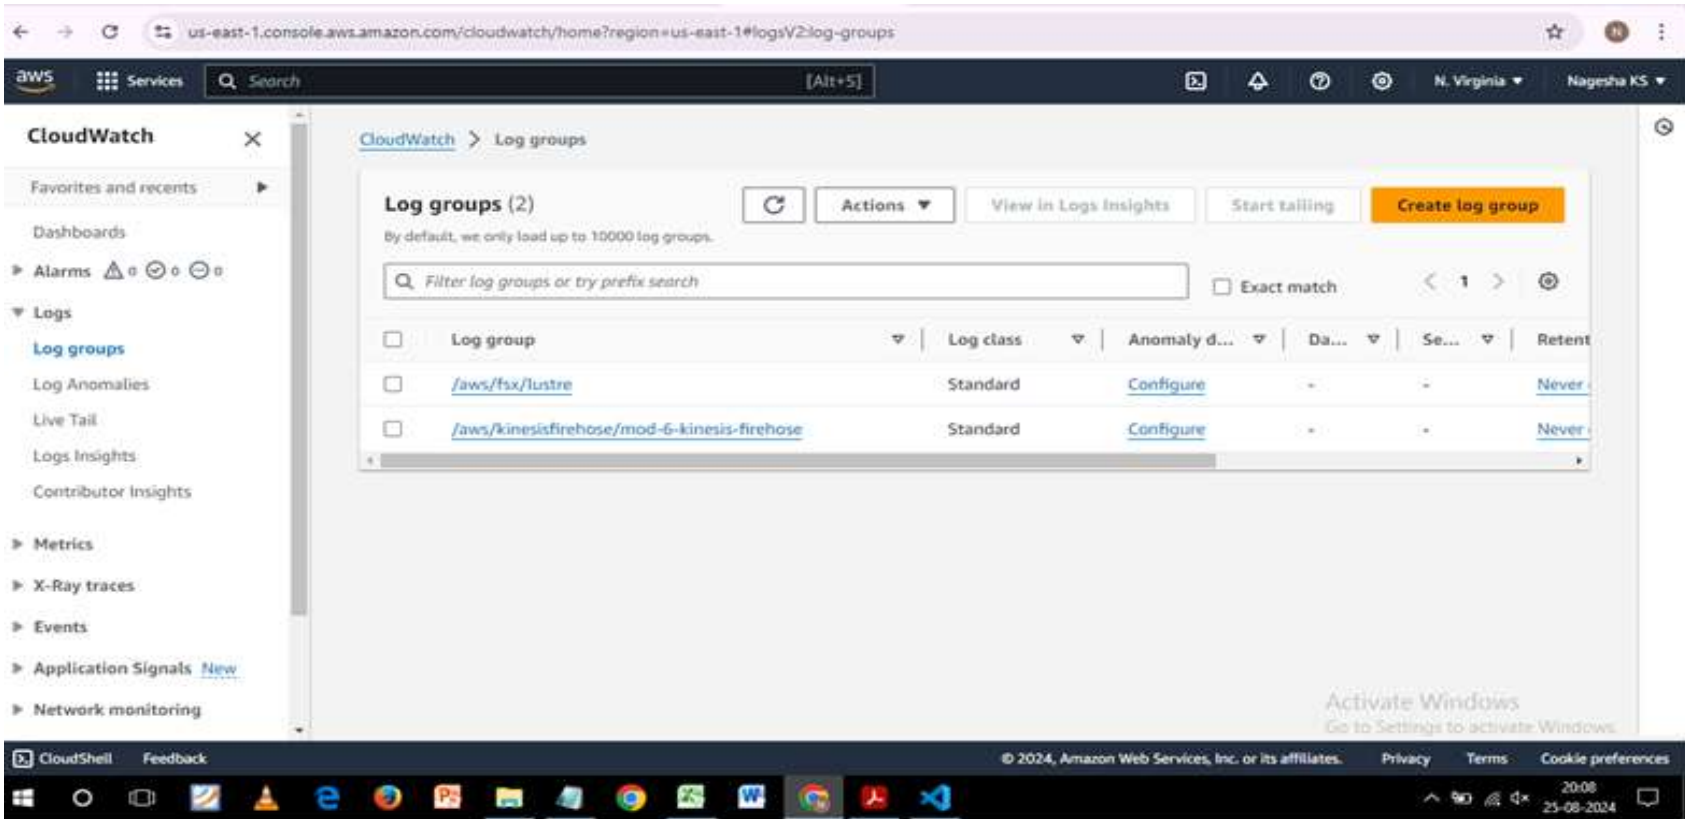 us-east-1.console.aws.amazon.com/cloudwatch/home?region=us-east-1#logsV2:log-groups
N
aws
Services
Search
[Alt+S]
N. Virginia
Nagesha KS
CloudWatch
Favorites and recents
Dashboards
Alarms 0 0 0
Logs
Log groups
Log Anomalies
Live Tail
Logs Insights
Contributor Insights
Metrics
X-Ray traces
Events
Application Signals New
Network monitoring
CloudWatch > Log groups
Log groups (2)
Actions
View in Logs Insights
Start tailing
Create log group
By default, we only load up to 10000 log groups.
Filter log groups or try prefix search
Exact match
< 1 >
Log group Log class Anomaly d... Da... Se... Retent
/aws/fsx/lustre Standard Configure - - Never
/aws/kinesisfirehose/mod-6-kinesis-firehose Standard Configure - - Never
Activate Windows
Go to Settings to activate Windows.
CloudShell Feedback © 2024, Amazon Web Services, Inc. or its affiliates. Privacy Terms Cookie preferences
20:08
25-08-2024